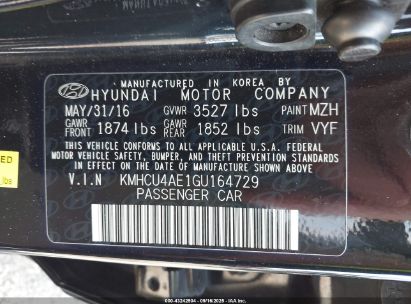 MANUFACTURED IN KOREA BY
HYUNDAI MOTOR COMPANY
MAY/31/16 GVWR 3527 lbs PAINT MZH
GAWR FRONT 1874 lbs GAWR REAR 1852 lbs TRIM VYF
THIS VEHICLE CONFORMS TO ALL APPLICABLE U.S.A. FEDERAL
MOTOR VEHICLE SAFETY, BUMPER, AND THEFT PREVENTION
STANDARDS IN EFFECT ON THE DATE OF MANUFACTURE SHOWN ABOVE
V.I.N KMHCU4AE1GU164729
PASSENGER CAR